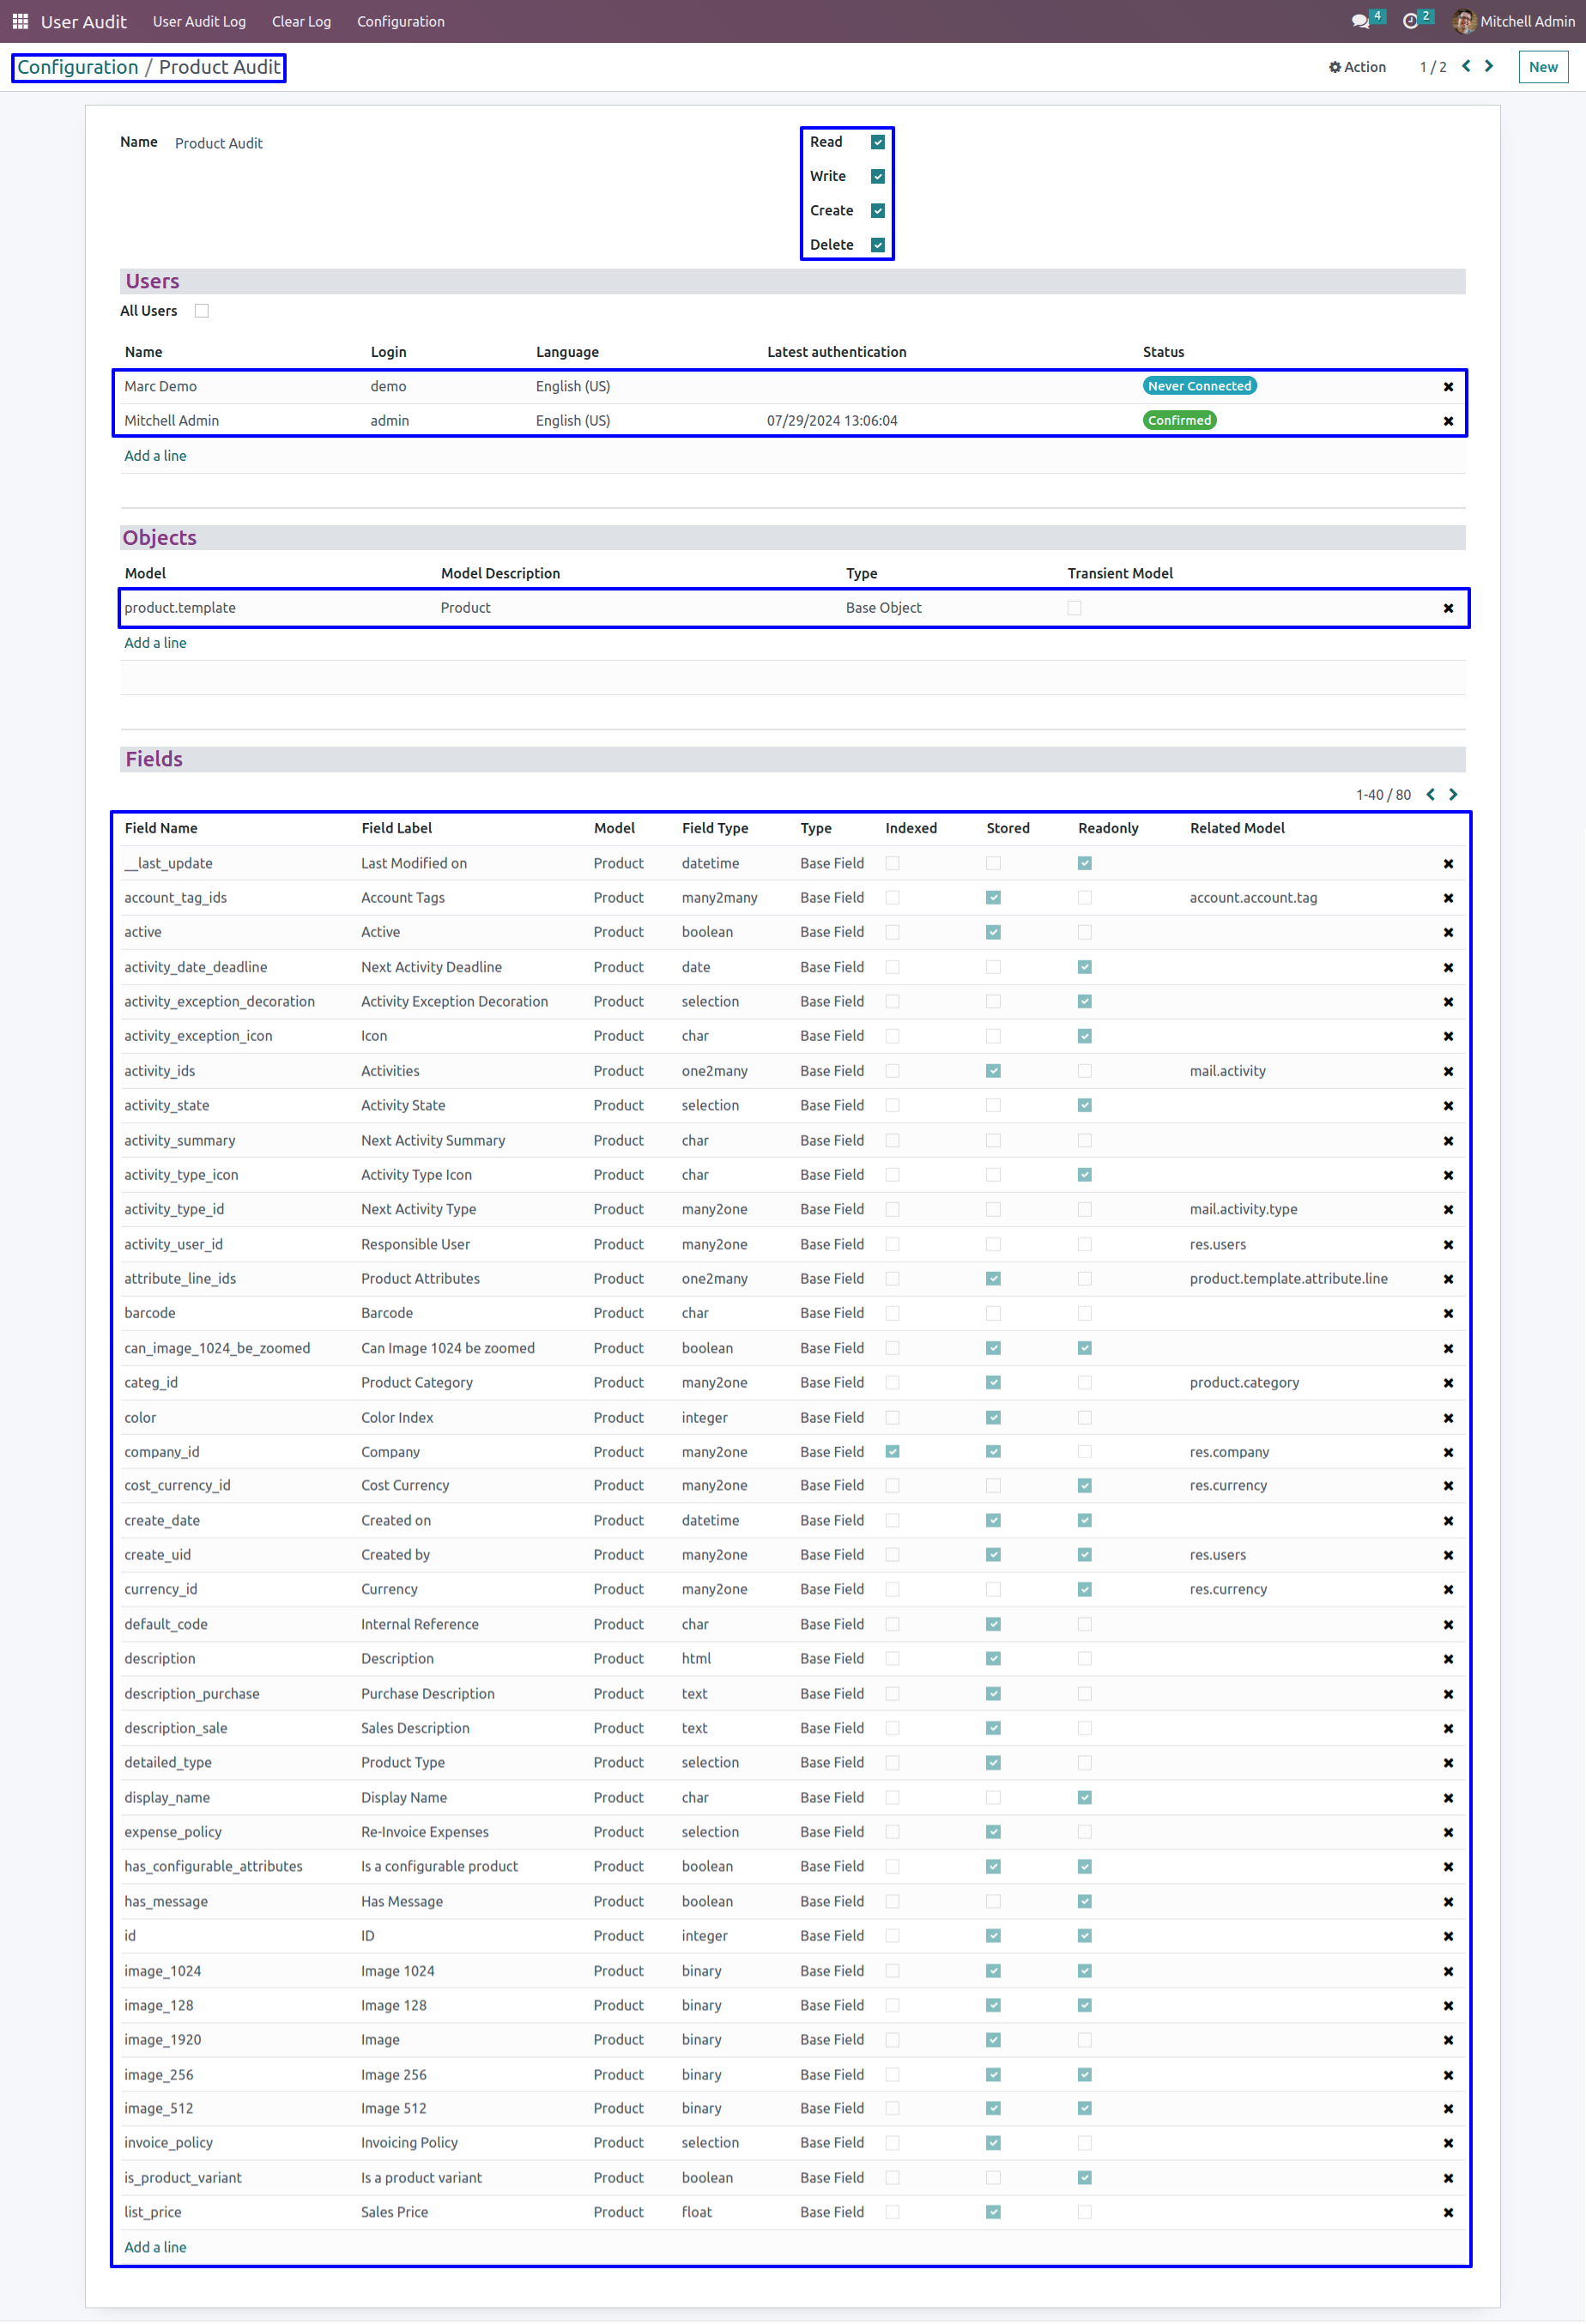 User Audit User Audit Log Clear Log Configuration 4 2 Mitchell Admin
Configuration / Product Audit Action 1 / 2 New
Name Product Audit Read
Write
Create
Delete
Users
All Users
Name Login Language Latest authentication Status
Marc Demo demo English (US) Never Connected
Mitchell Admin admin English (US) 07/29/2024 13:06:04 Confirmed
Add a line
Objects
Model Model Description Type Transient Model
product.template Product Base Object
Add a line
Fields
1-40 / 80
Field Name Field Label Model Field Type Type Indexed Stored Readonly Related Model
__last_update Last Modified on Product datetime Base Field
account_tag_ids Account Tags Product many2many Base Field account.account.tag
active Active Product boolean Base Field
activity_date_deadline Next Activity Deadline Product date Base Field
activity_exception_decoration Activity Exception Decoration Product selection Base Field
activity_exception_icon Icon Product char Base Field
activity_ids Activities Product one2many Base Field mail.activity
activity_state Activity State Product selection Base Field
activity_summary Next Activity Summary Product char Base Field
activity_type_icon Activity Type Icon Product char Base Field
activity_type_id Next Activity Type Product many2one Base Field mail.activity.type
activity_user_id Responsible User Product many2one Base Field res.users
attribute_line_ids Product Attributes Product one2many Base Field product.template.attribute.line
barcode Barcode Product char Base Field
can_image_1024_be_zoomed Can Image 1024 be zoomed Product boolean Base Field
categ_id Product Category Product many2one Base Field product.category
color Color Index Product integer Base Field
company_id Company Product many2one Base Field res.company
cost_currency_id Cost Currency Product many2one Base Field res.currency
create_date Created on Product datetime Base Field
create_uid Created by Product many2one Base Field res.users
currency_id Currency Product many2one Base Field res.currency
default_code Internal Reference Product char Base Field
description Description Product html Base Field
description_purchase Purchase Description Product text Base Field
description_sale Sales Description Product text Base Field
detailed_type Product Type Product selection Base Field
display_name Display Name Product char Base Field
expense_policy Re-Invoice Expenses Product selection Base Field
has_configurable_attributes Is a configurable product Product boolean Base Field
has_message Has Message Product boolean Base Field
id ID Product integer Base Field
image_1024 Image 1024 Product binary Base Field
image_128 Image 128 Product binary Base Field
image_1920 Image Product binary Base Field
image_256 Image 256 Product binary Base Field
image_512 Image 512 Product binary Base Field
invoice_policy Invoicing Policy Product selection Base Field
is_product_variant Is a product variant Product boolean Base Field
list_price Sales Price Product float Base Field
Add a line